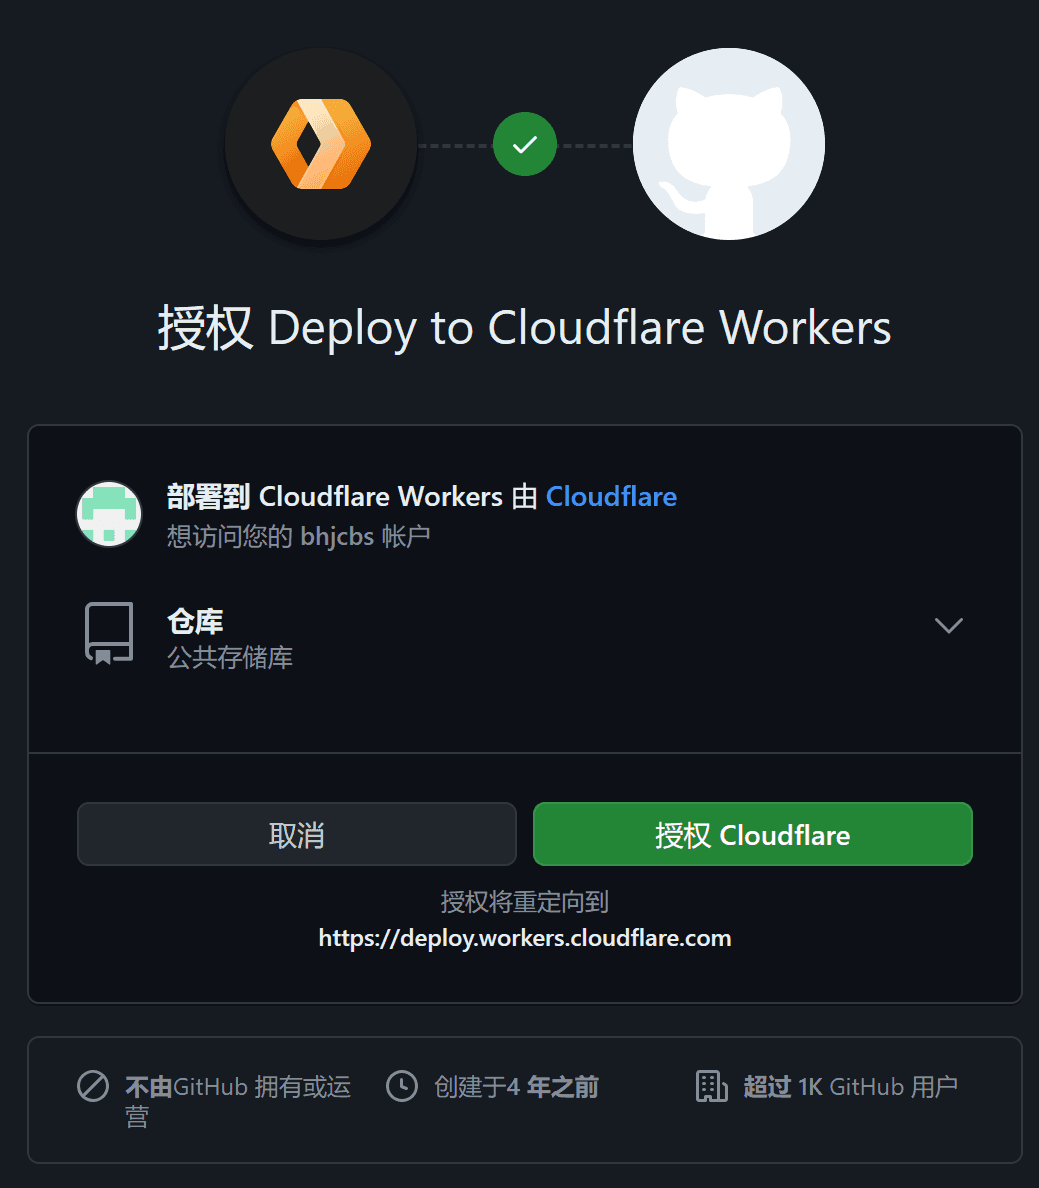 授权 Deploy to Cloudflare Workers
部署到 Cloudflare Workers 由 Cloudflare
想访问您的 bhjcbs 帐户
仓库
公共存储库
取消
授权 Cloudflare
授权将重定向到
https://deploy.workers.cloudflare.com
不由GitHub 拥有或运
营
创建于4 年之前
超过 1K GitHub 用户